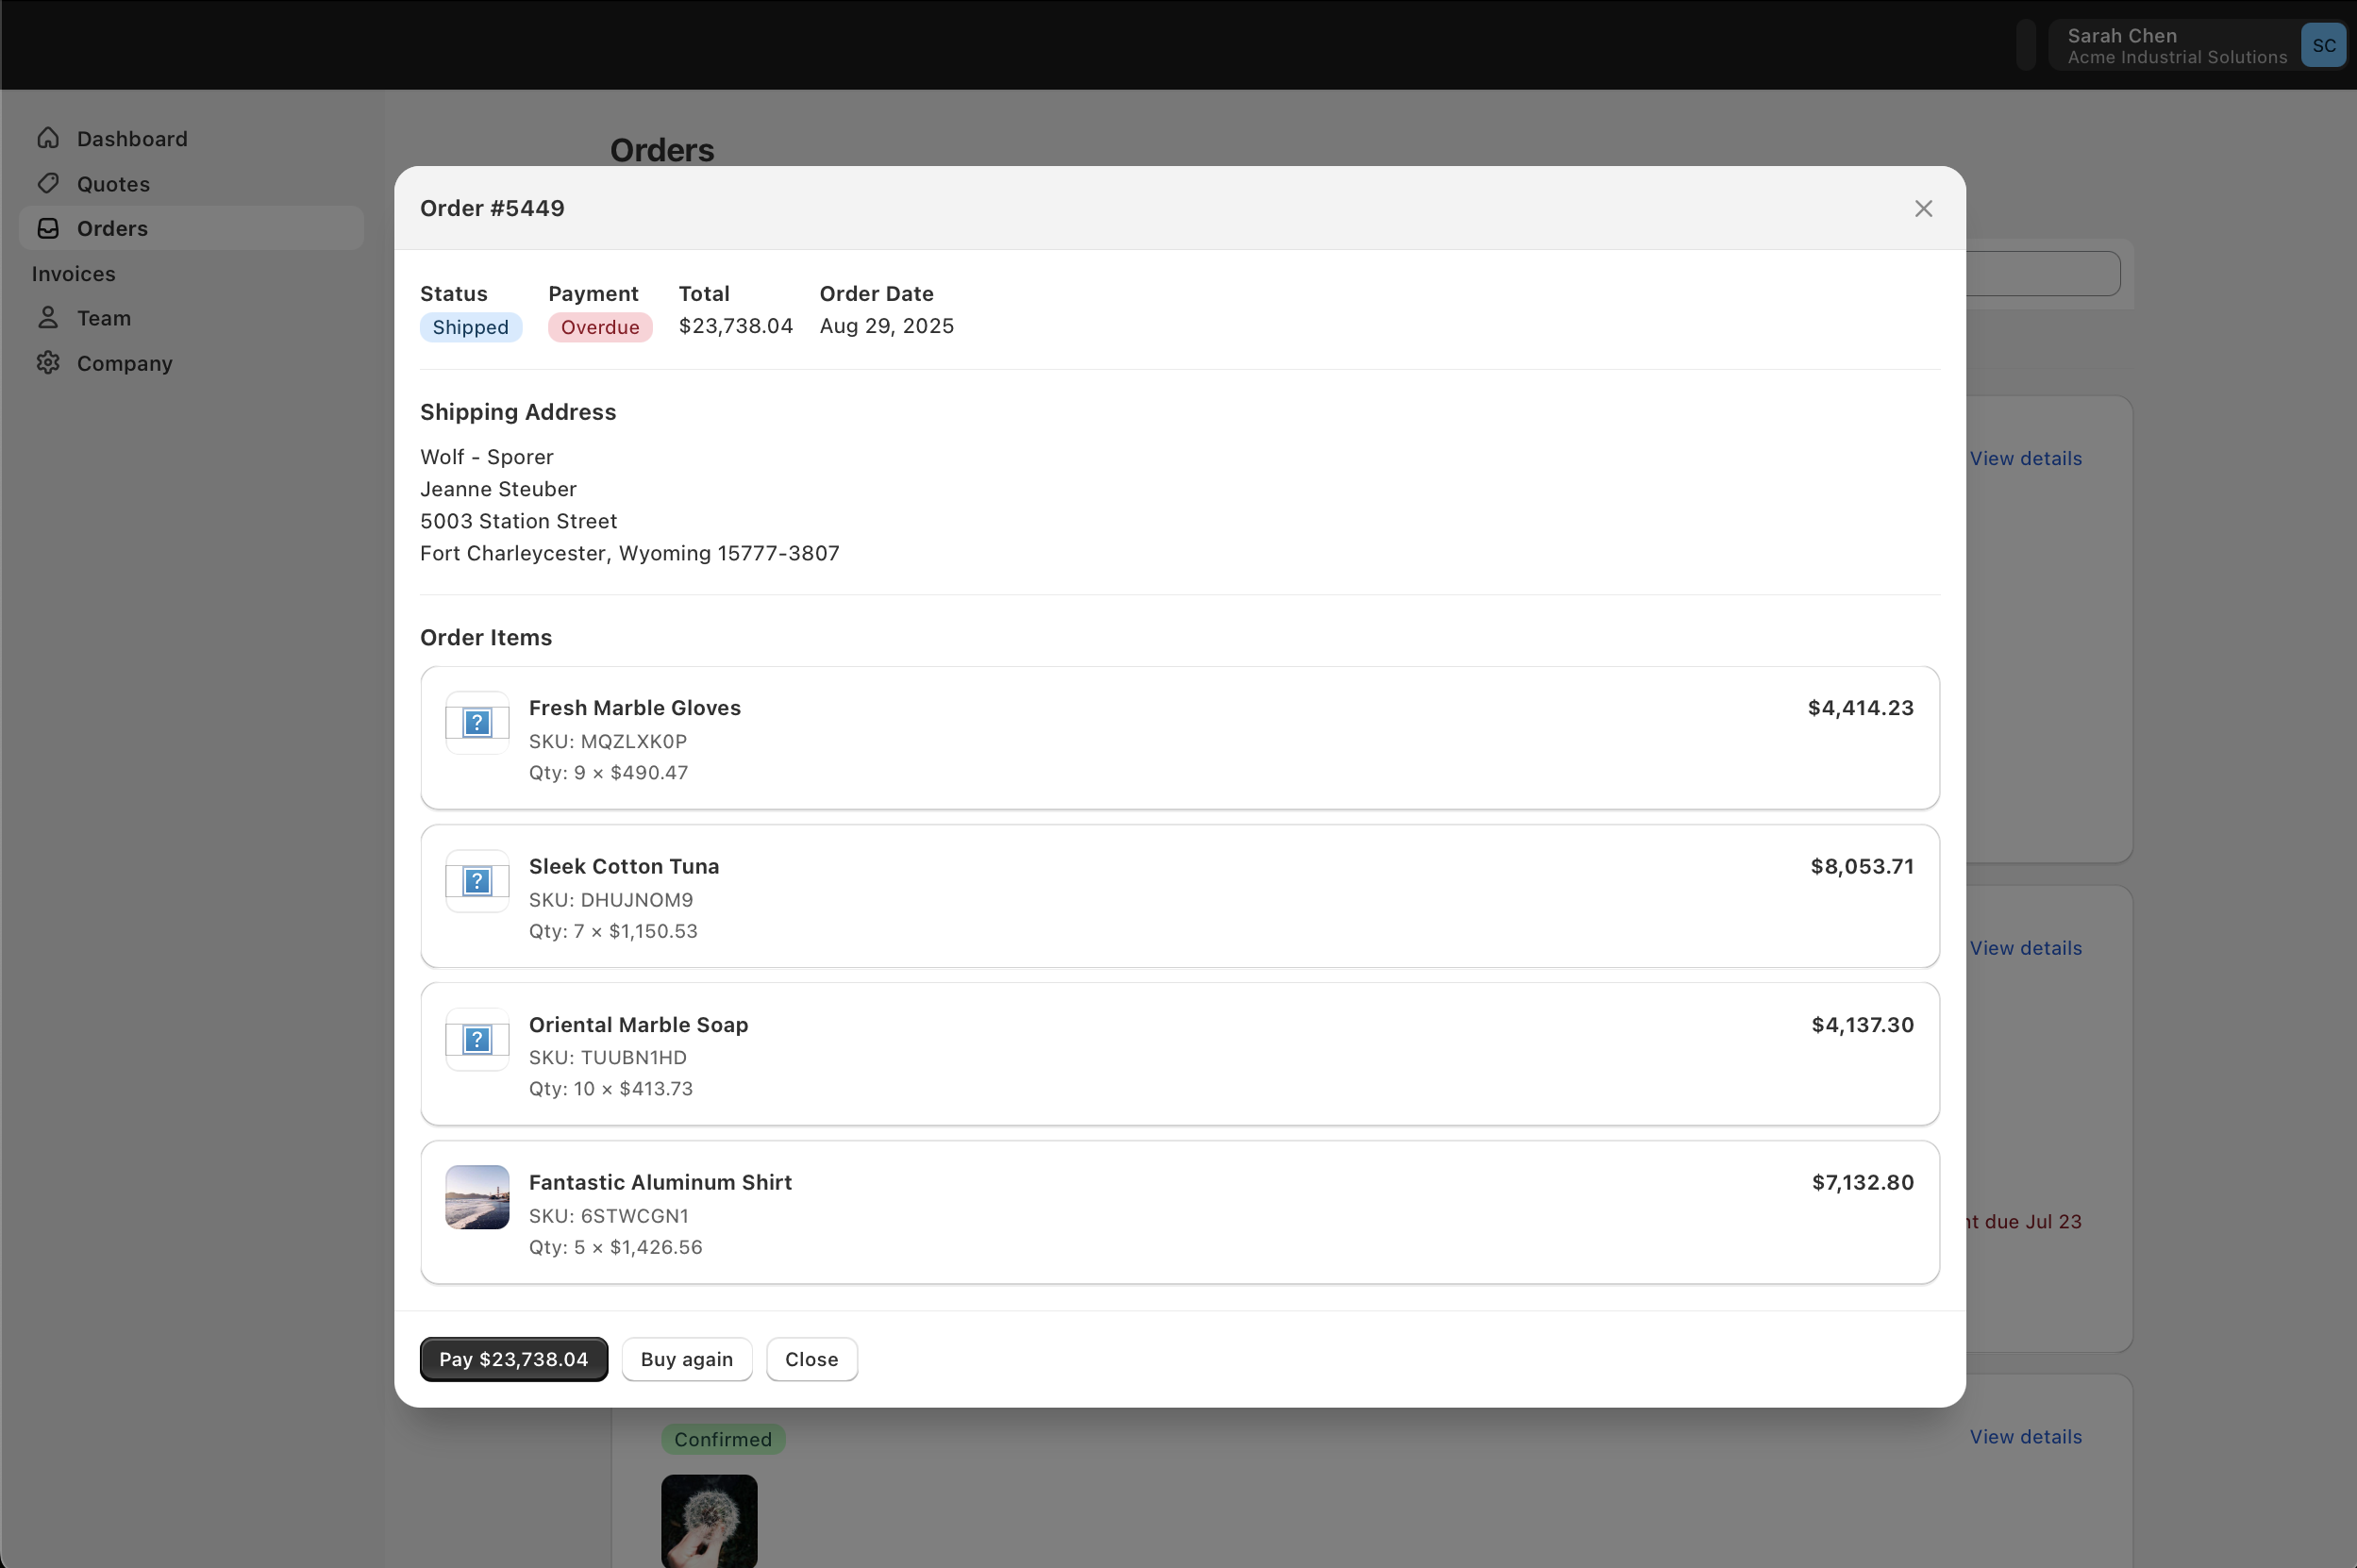 Sarah Chen
Acme Industrial Solutions
SC
Dashboard
Quotes
Orders
Invoices
Team
Company
Orders
Order #5449
Status
Payment
Total
Order Date
Shipped
Overdue
$23,738.04
Aug 29, 2025
Shipping Address
Wolf - Sporer
Jeanne Steuber
5003 Station Street
Fort Charleycester, Wyoming 15777-3807
Order Items
Fresh Marble Gloves
$4,414.23
SKU: MQZLXK0P
Qty: 9 × $490.47
Sleek Cotton Tuna
$8,053.71
SKU: DHUJNOM9
Qty: 7 × $1,150.53
Oriental Marble Soap
$4,137.30
SKU: TUUBN1HD
Qty: 10 × $413.73
Fantastic Aluminum Shirt
$7,132.80
SKU: 6STWCGN1
Qty: 5 × $1,426.56
Pay $23,738.04
Buy again
Close
View details
View details
due Jul 23
Confirmed
View details